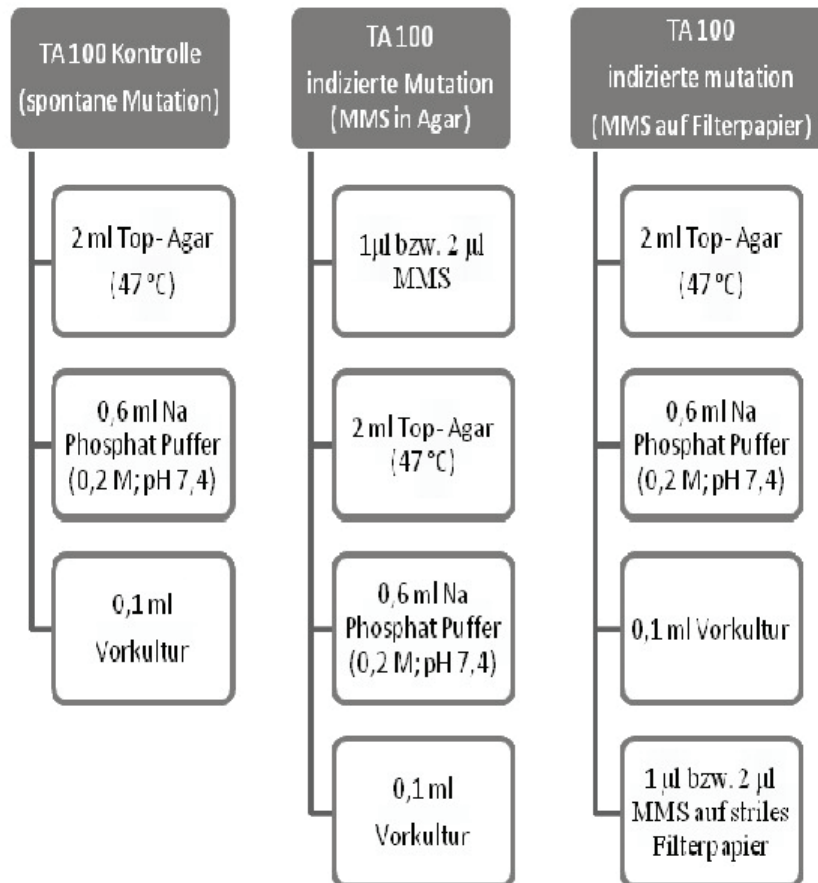 TA 100 Kontrolle
(spontane Mutation)
2 ml Top- Agar
(47 °C)
0,6 ml Na
Phosphat Puffer
(0,2 M; pH 7,4)
0,1 ml
Vorkultur
TA 100
indizierte Mutation
(MMS in Agar)
1µl bzw. 2 µl
MMS
2 ml Top- Agar
(47 °C)
0,6 ml Na
Phosphat Puffer
(0,2 M; pH 7,4)
0,1 ml
Vorkultur
TA 100
indizierte mutation
(MMS auf Filterpapier)
2 ml Top- Agar
(47 °C)
0,6 ml Na
Phosphat Puffer
(0,2 M; pH 7,4)
0,1 ml Vorkultur
1 µl bzw. 2 µl
MMS auf striles
Filterpapier